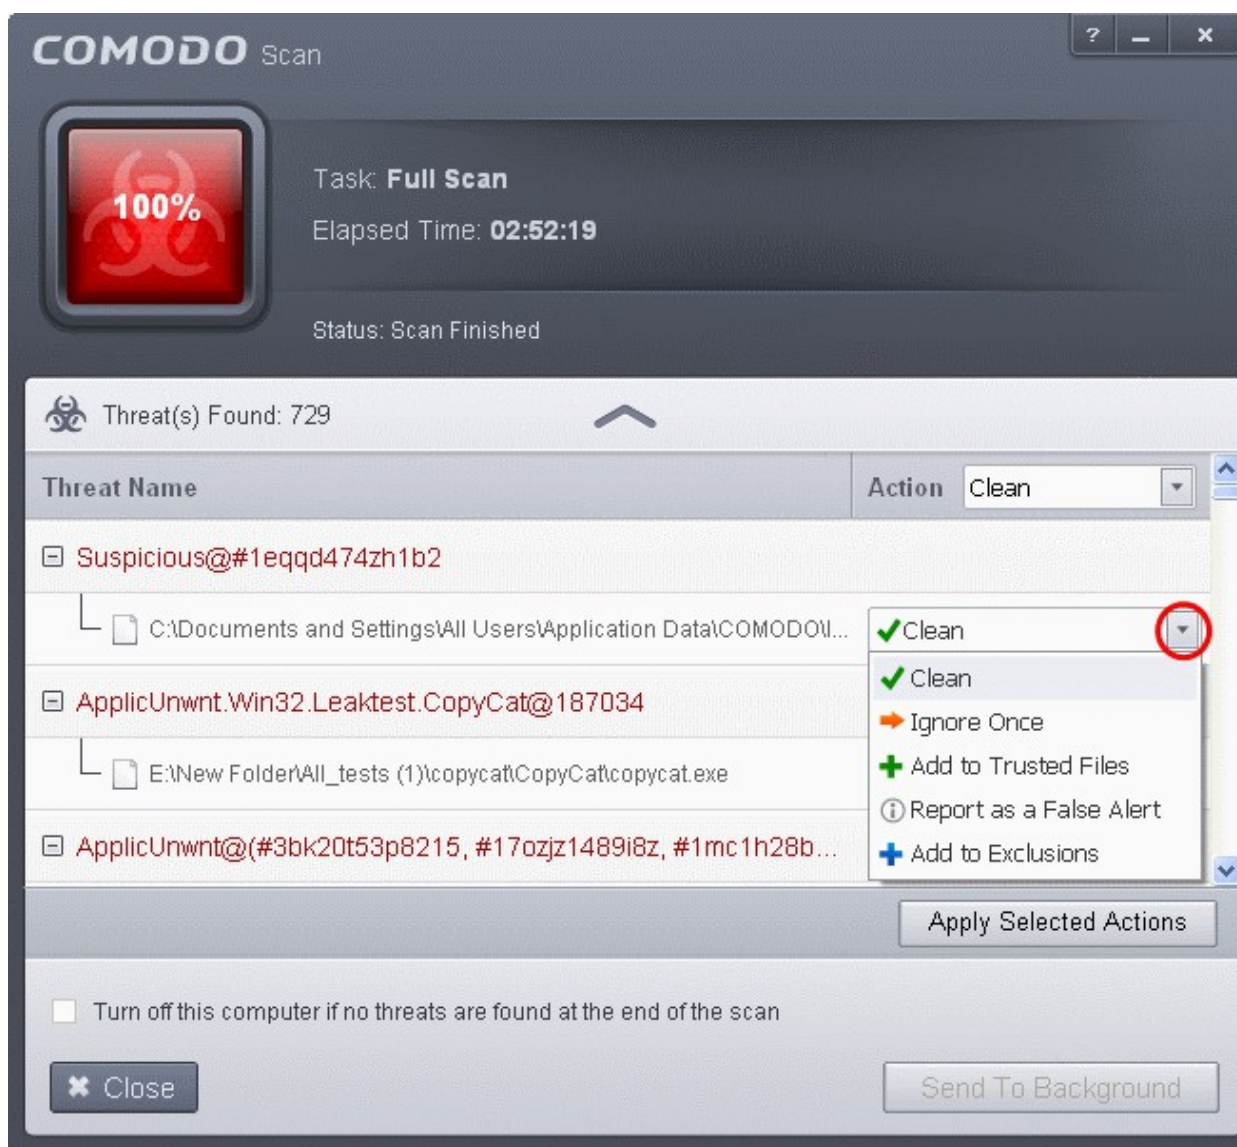 COMODO Scan
?
100%
Task: Full Scan
Elapsed Time: 02:52:19
Status: Scan Finished
Threat(s) Found: 729
Threat Name Action Clean
Suspicious@#1eqqd474zh1b2
C:\Documents and Settings\All Users\Application Data\COMODO\I... Clean
Clean
ApplicUnwnt.Win32.Leaktest.CopyCat@187034
Ignore Once
E:\New Folder\All_tests (1)\copycat\CopyCat\copycat.exe
Add to Trusted Files
Report as a False Alert
ApplicUnwnt@(#3bk20t53p8215, #17ozjz1489i8z, #1mc1h28b...
Add to Exclusions
Apply Selected Actions
Turn off this computer if no threats are found at the end of the scan
Close
Send To Background